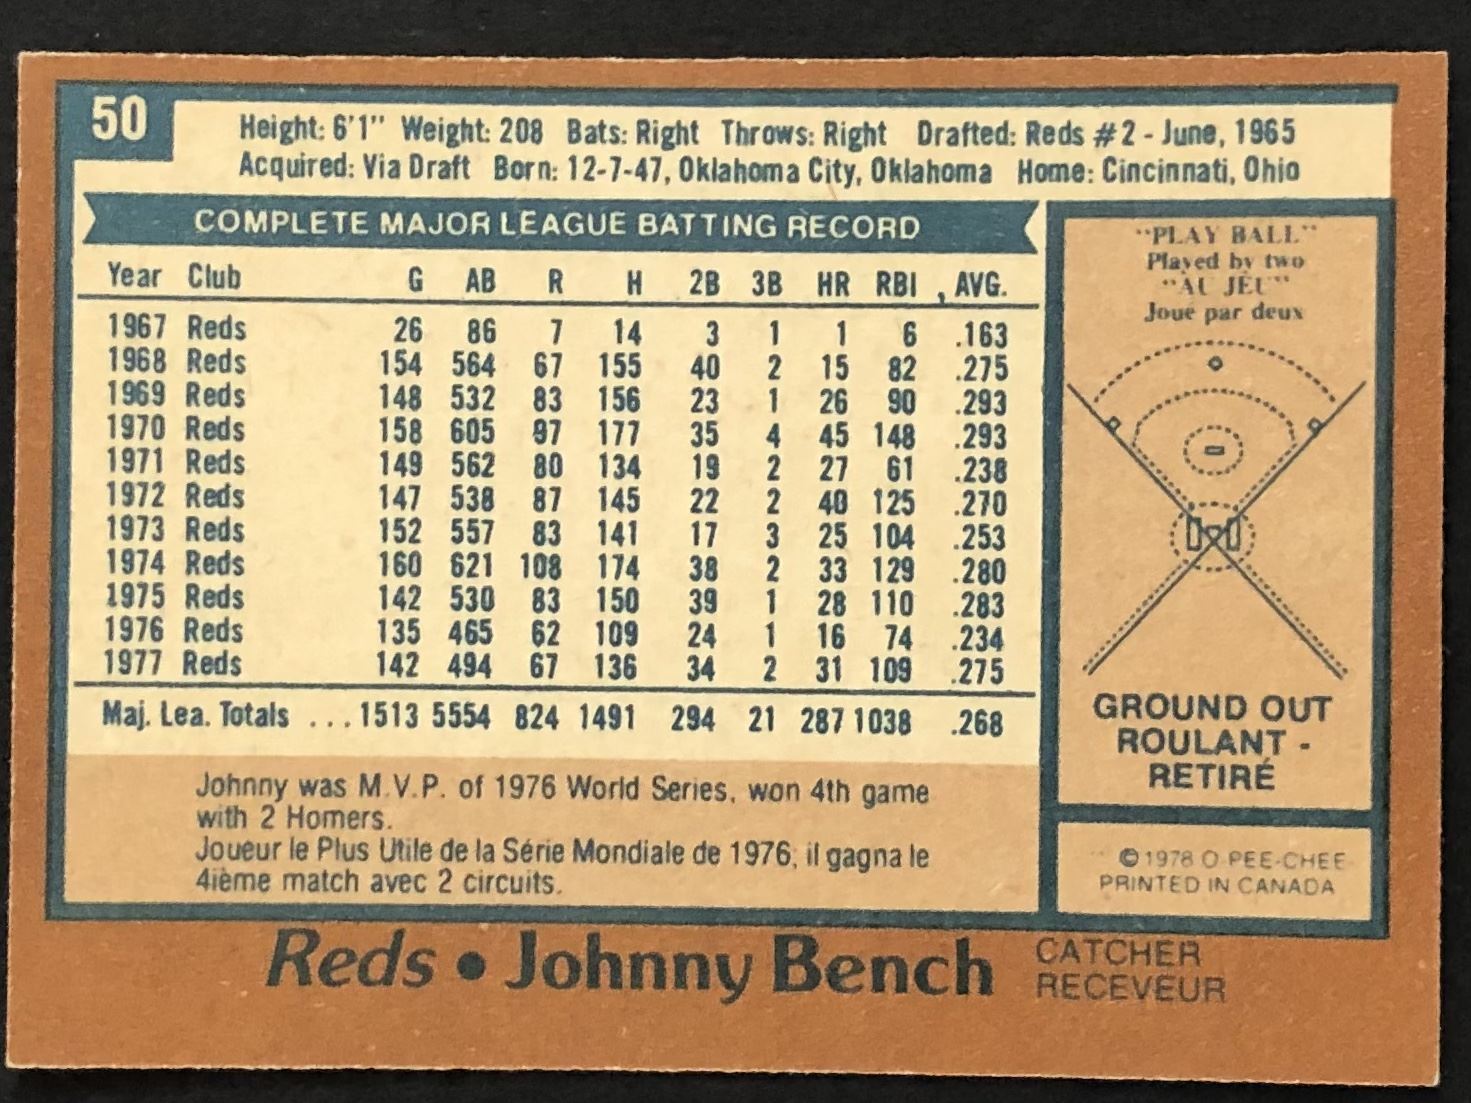 50
Height: 6'1" Weight: 208 Bats: Right Throws: Right Drafted: Reds #2 - June, 1965
Acquired: Via Draft Born: 12-7-47, Oklahoma City, Oklahoma Home: Cincinnati, Ohio
COMPLETE MAJOR LEAGUE BATTING RECORD
Year Club G AB R H 2B 3B HR RBI AVG.
1967 Reds 26 86 7 14 3 1 1 6 .163
1968 Reds 154 564 67 155 40 2 15 82 .275
1969 Reds 148 532 83 156 23 1 26 90 .293
1970 Reds 158 605 97 177 35 4 45 148 .293
1971 Reds 149 562 80 134 19 2 27 61 .238
1972 Reds 147 538 87 145 22 2 40 125 .270
1973 Reds 152 557 83 141 17 3 25 104 .253
1974 Reds 160 621 108 174 38 2 33 129 .280
1975 Reds 142 530 83 150 39 1 28 110 .283
1976 Reds 135 465 62 109 24 1 16 74 .234
1977 Reds 142 494 67 136 34 2 31 109 .275
Maj. Lea. Totals ...1513 5554 824 1491 294 21 287 1038 .268
Johnny was M.V.P. of 1976 World Series, won 4th game
with 2 Homers.
Joueur le Plus Utile de la Série Mondiale de 1976, il gagna le
4ième match avec 2 circuits.
"PLAY BALL"
Played by two
"AU JEU"
Joue par deux
GROUND OUT
ROULANT -
RETIRÉ
©1978 O-PEE-CHEE
PRINTED IN CANADA
Reds • Johnny Bench
CATCHER
RECEVEUR